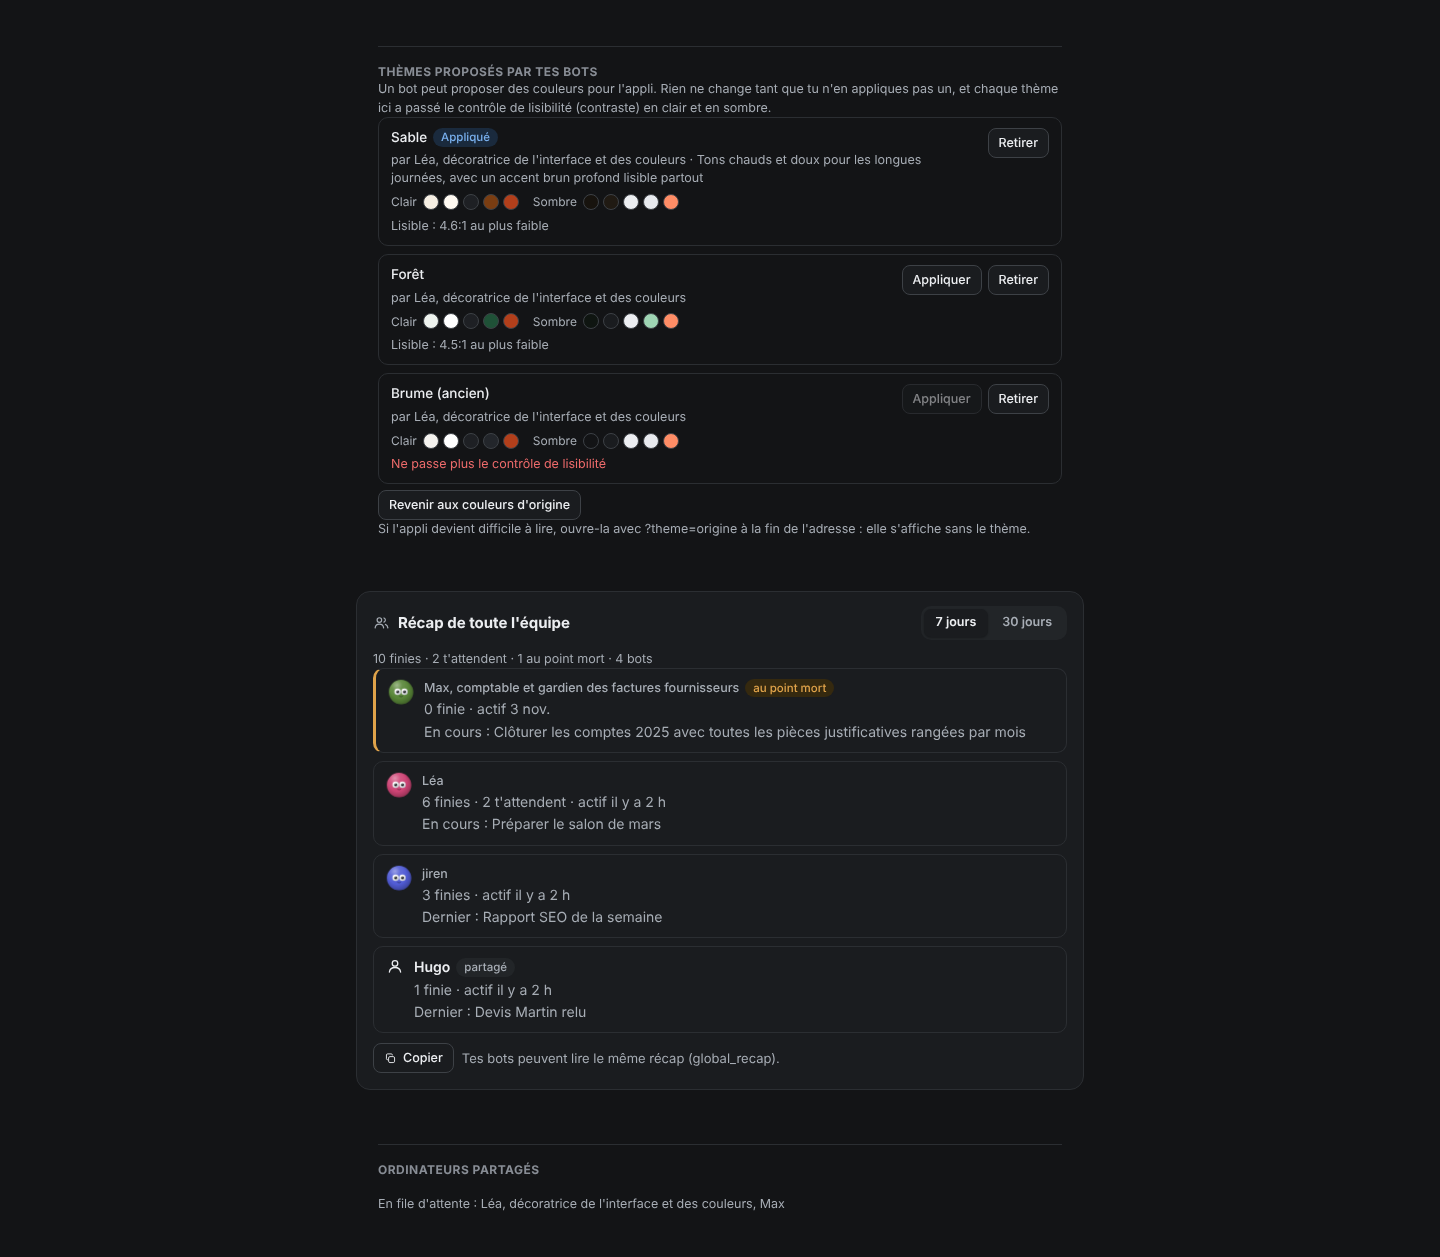 THÈMES PROPOSÉS PAR TES BOTS
Un bot peut proposer des couleurs pour l'appli. Rien ne change tant que tu n'en appliques pas un, et chaque thème
ici a passé le contrôle de lisibilité (contraste) en clair et en sombre.
Sable Appliqué
Retirer
par Léa, décoratrice de l'interface et des couleurs · Tons chauds et doux pour les longues
journées, avec un accent brun profond lisible partout
Clair Sombre
Lisible : 4.6:1 au plus faible
Forêt
Appliquer Retirer
par Léa, décoratrice de l'interface et des couleurs
Clair Sombre
Lisible : 4.5:1 au plus faible
Brume (ancien)
Appliquer Retirer
par Léa, décoratrice de l'interface et des couleurs
Clair Sombre
Ne passe plus le contrôle de lisibilité
Revenir aux couleurs d'origine
Si l'appli devient difficile à lire, ouvre-la avec ?theme=origine à la fin de l'adresse : elle s'affiche sans le thème.
Récap de toute l'équipe
7 jours 30 jours
10 finies · 2 t'attendent · 1 au point mort · 4 bots
Max, comptable et gardien des factures fournisseurs au point mort
0 finie · actif 3 nov.
En cours : Clôturer les comptes 2025 avec toutes les pièces justificatives rangées par mois
Léa
6 finies · 2 t'attendent · actif il y a 2 h
En cours : Préparer le salon de mars
jiren
3 finies · actif il y a 2 h
Dernier : Rapport SEO de la semaine
Hugo partagé
1 finie · actif il y a 2 h
Dernier : Devis Martin relu
Copier Tes bots peuvent lire le même récap (global_recap).
ORDINATEURS PARTAGÉS
En file d'attente : Léa, décoratrice de l'interface et des couleurs, Max